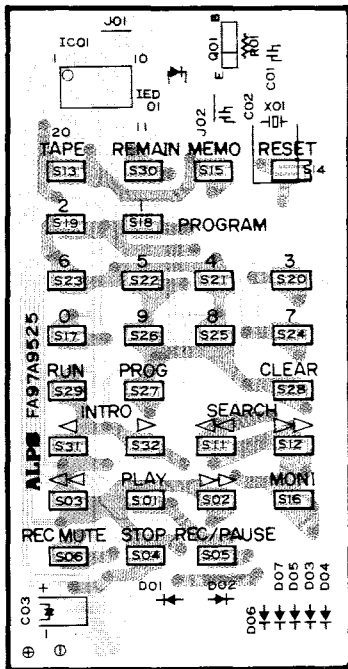 J01
B
IC01
Q01
R01
1
10
E
C01
IED
01
J02
C02
X01
20
11
TAPE REMAIN MEMO RESET
S13 S30 S15 S14
2 1
S19 S18 PROGRAM
6 5 4 3
S23 S22 S21 S20
0 9 8 7
S17 S26 S25 S24
RUN PROG CLEAR
S29 S27 S28
INTRO SEARCH
S31 S32 S11 S12
PLAY MONI
S03 S01 S02 S16
REC MUTE STOP REC/PAUSE
S06 S04 S05
ALPS FA97A9525
C03
+
-
D01 D02
D06 D07 D05 D03 D04